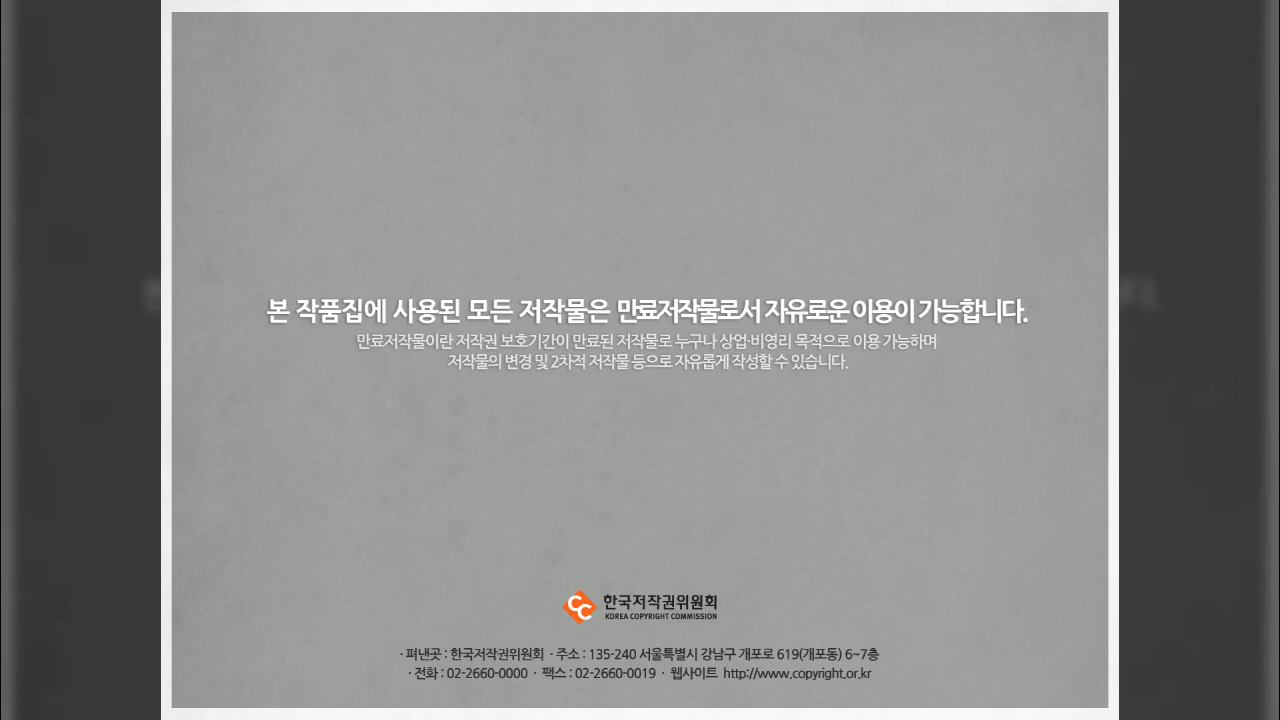 본 작품집에 사용된 모든 저작물은 만료저작물로서 자유로운 이용이 가능합니다.
만료저작물이란 저작권 보호기간이 만료된 저작물로 누구나 상업·비영리 목적으로 이용 가능하며
저작물의 변경 및 2차적 저작물 등으로 자유롭게 작성할 수 있습니다.
CC 한국저작권위원회
KOREA COPYRIGHT COMMISSION
· 펴낸곳 : 한국저작권위원회 · 주소 : 135-240 서울특별시 강남구 개포로 619(개포동) 6~7층
· 전화 : 02-2660-0000 · 팩스 : 02-2660-0019 · 웹사이트 http://www.copyright.or.kr